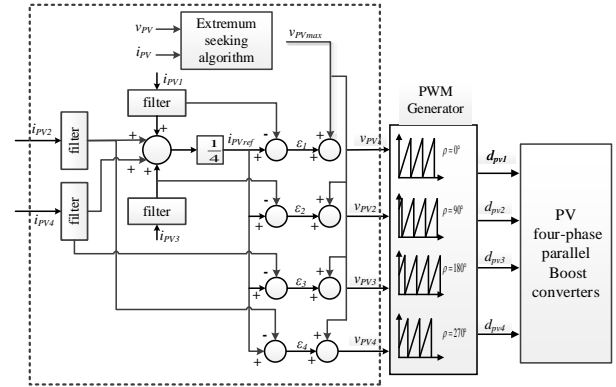 v_PV
i_PV
Extremum
seeking
algorithm
v_PVmax
i_PV1
filter
i_PV2
filter
+
+
+
+
1
4
i_PVref
-
+
ε_1
+
+
v_PV
PWM
Generator
ρ=0°
d_pv1
i_PV4
filter
filter
i_PV3
-
+
ε_2
+
+
v_PV2
ρ=90°
d_pv2
PV
four-phase
parallel
Boost
converters
-
+
ε_3
+
+
v_PV3
ρ=180°
d_pv3
-
+
ε_4
+
+
v_PV4
ρ=270°
d_pv4